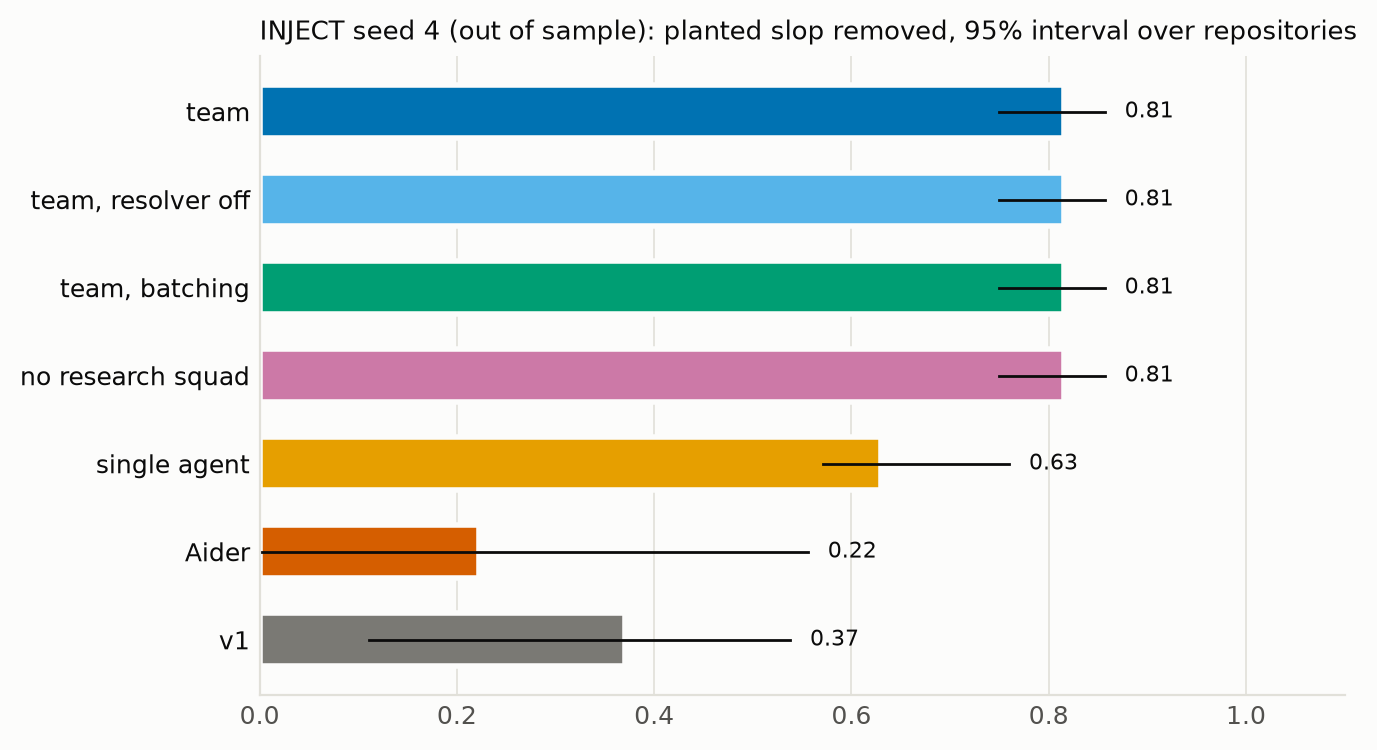 INJECT seed 4 (out of sample): planted slop removed, 95% interval over repositories
team 0.81
team, resolver off 0.81
team, batching 0.81
no research squad 0.81
single agent 0.63
Aider 0.22
v1 0.37
0.0 0.2 0.4 0.6 0.8 1.0